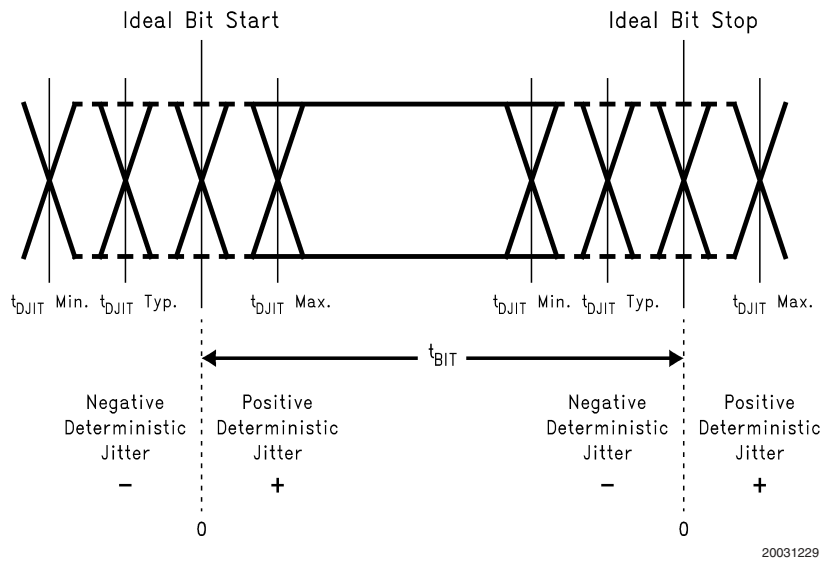 Ideal Bit Start Ideal Bit Stop
tDJIT Min. tDJIT Typ. tDJIT Max. tDJIT Min. tDJIT Typ. tDJIT Max.
tBIT
Negative Positive Negative Positive
Deterministic Deterministic Deterministic Deterministic
Jitter Jitter Jitter Jitter
− + − +
0 0
20031229